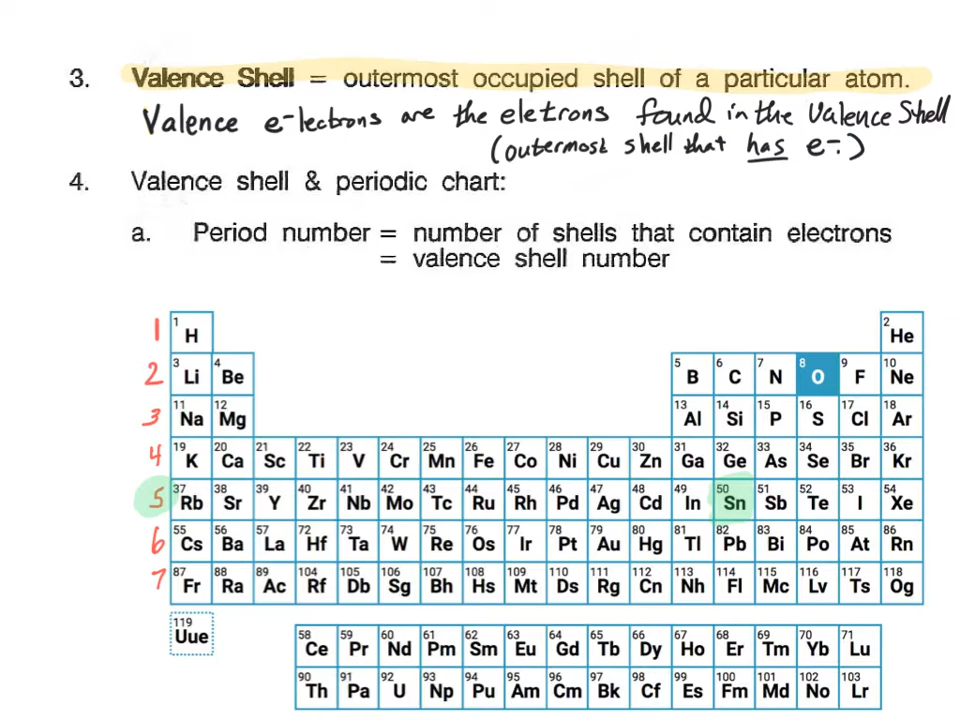 3. Valence Shell = outermost occupied shell of a particular atom.
Valence e-lectrons are the eletrons found in the Valence Shell
(outermost shell that has e-.)
4. Valence shell & periodic chart:
a. Period number = number of shells that contain electrons
= valence shell number
1 1 H 2 He
2 3 Li 4 Be 5 B 6 C 7 N 8 O 9 F 10 Ne
3 11 Na 12 Mg 13 Al 14 Si 15 P 16 S 17 Cl 18 Ar
4 19 K 20 Ca 21 Sc 22 Ti 23 V 24 Cr 25 Mn 26 Fe 27 Co 28 Ni 29 Cu 30 Zn 31 Ga 32 Ge 33 As 34 Se 35 Br 36 Kr
5 37 Rb 38 Sr 39 Y 40 Zr 41 Nb 42 Mo 43 Tc 44 Ru 45 Rh 46 Pd 47 Ag 48 Cd 49 In 50 Sn 51 Sb 52 Te 53 I 54 Xe
6 55 Cs 56 Ba 57 La 72 Hf 73 Ta 74 W 75 Re 76 Os 77 Ir 78 Pt 79 Au 80 Hg 81 Tl 82 Pb 83 Bi 84 Po 85 At 86 Rn
7 87 Fr 88 Ra 89 Ac 104 Rf 105 Db 106 Sg 107 Bh 108 Hs 109 Mt 110 Ds 111 Rg 112 Cn 113 Nh 114 Fl 115 Mc 116 Lv 117 Ts 118 Og
119 Uue
58 Ce 59 Pr 60 Nd 61 Pm 62 Sm 63 Eu 64 Gd 65 Tb 66 Dy 67 Ho 68 Er 69 Tm 70 Yb 71 Lu
90 Th 91 Pa 92 U 93 Np 94 Pu 95 Am 96 Cm 97 Bk 98 Cf 99 Es 100 Fm 101 Md 102 No 103 Lr